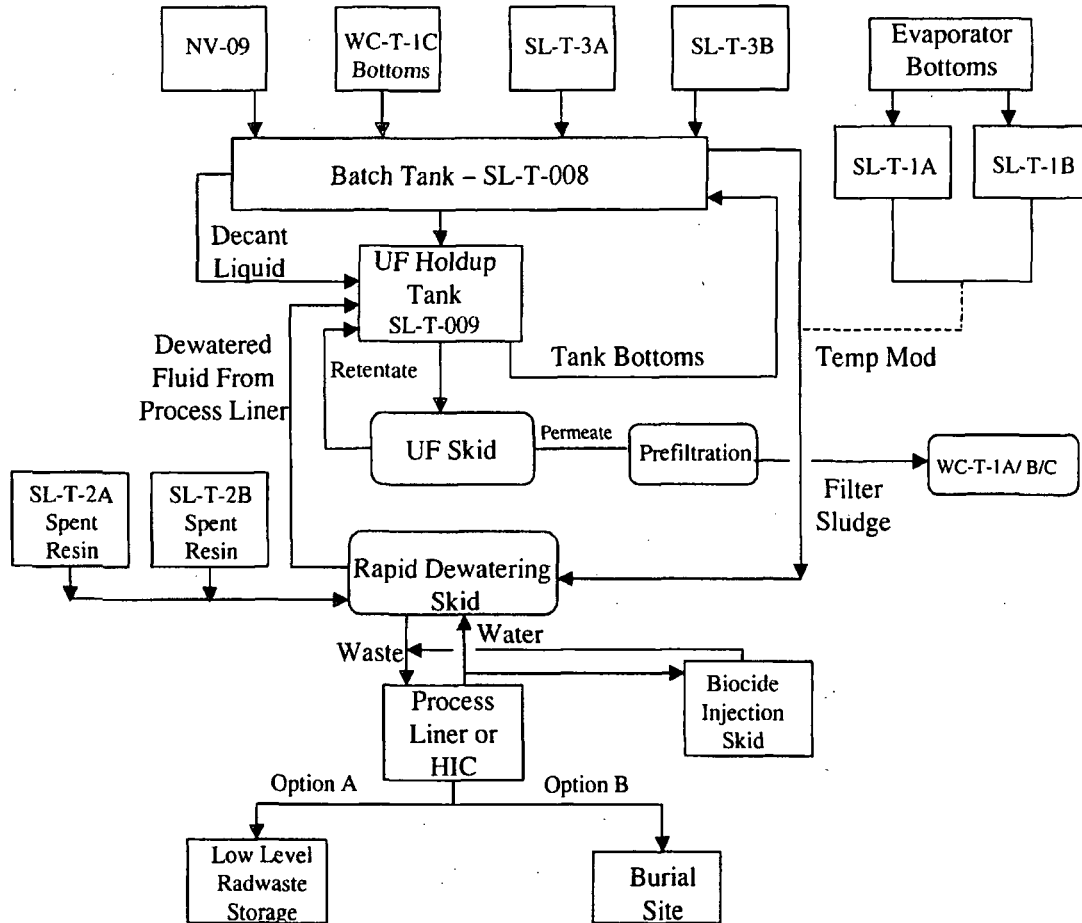 NV-09
WC-T-1C
Bottoms
SL-T-3A
SL-T-3B
Evaporator
Bottoms
Batch Tank – SL-T-008
SL-T-1A
SL-T-1B
Decant
Liquid
UF Holdup
Tank
SL-T-009
Dewatered
Fluid From
Process Liner
Retentate
Tank Bottoms
Temp Mod
UF Skid
Permeate
Prefiltration
WC-T-1A/ B/C
Filter
Sludge
SL-T-2A
Spent
Resin
SL-T-2B
Spent
Resin
Rapid Dewatering
Skid
Waste
Water
Process
Liner or
HIC
Biocide
Injection
Skid
Option A
Option B
Low Level
Radwaste
Storage
Burial
Site